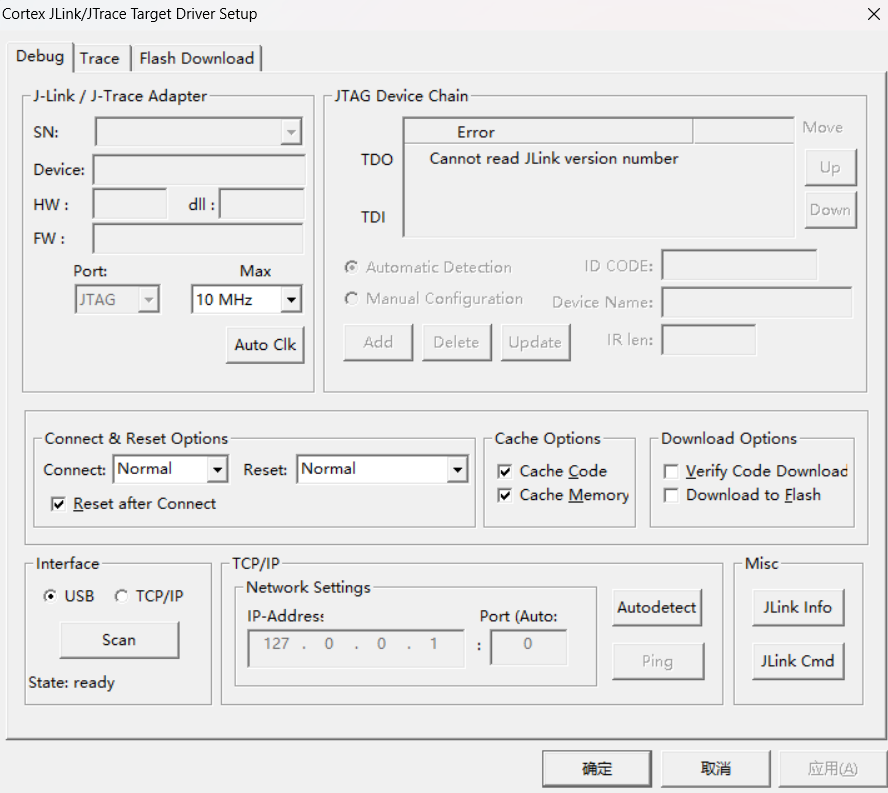 Cortex JLink/JTrace Target Driver Setup
Debug Trace Flash Download
J-Link / J-Trace Adapter
SN:
Device:
HW : dll :
FW :
Port: Max
JTAG 10 MHz
Auto Clk
JTAG Device Chain
Error
TDO Cannot read JLink version number
TDI
Move
Up
Down
Automatic Detection ID CODE:
Manual Configuration Device Name:
Add Delete Update IR len:
Connect & Reset Options
Connect: Normal Reset: Normal
Reset after Connect
Cache Options
Cache Code
Cache Memory
Download Options
Verify Code Download
Download to Flash
Interface
USB TCP/IP
Scan
State: ready
TCP/IP
Network Settings
IP-Address Port (Auto:
127 . 0 . 0 . 1 : 0
Autodetect
Ping
Misc
JLink Info
JLink Cmd
确定 取消 应用(A)